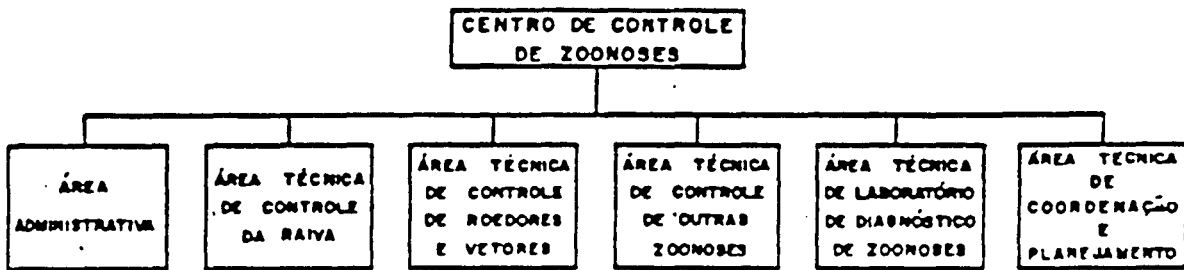 CENTRO DE CONTROLE
DE ZOONOSES
ÁREA
ADMINISTRATIVA
ÁREA TÉCNICA
DE CONTROLE
DA RAIVA
ÁREA TÉCNICA
DE CONTROLE
DE ROEDORES
E VETORES
ÁREA TÉCNICA
DE CONTROLE
DE OUTRAS
ZOONOSES
ÁREA TÉCNICA
DE LABORATÓRIO
DE DIAGNÓSTICO
DE ZOONOSES
ÁREA TÉCNICA
DE
COORDENAÇÃO
E
PLANEJAMENTO